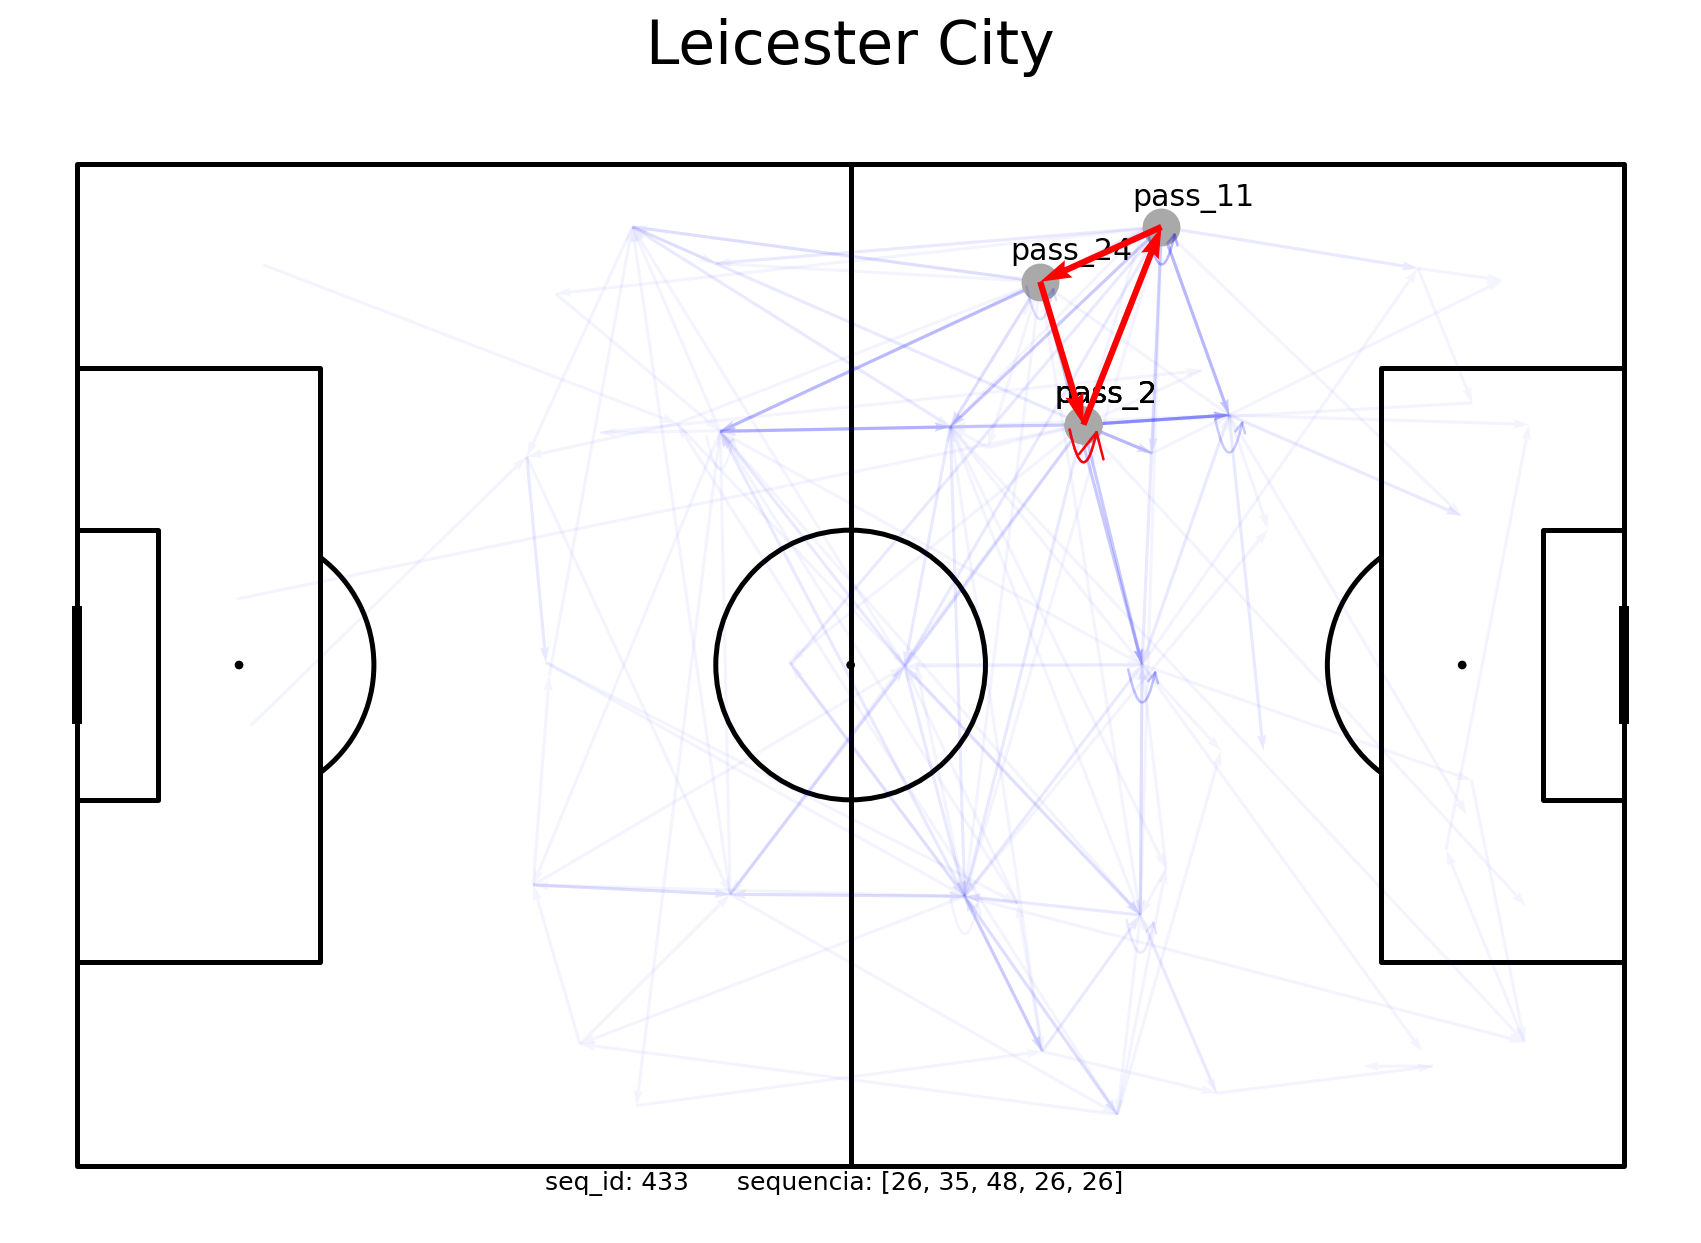 Leicester City
pass_11
pass_24
pass_2
seq_id: 433 sequencia: [26, 35, 48, 26, 26]